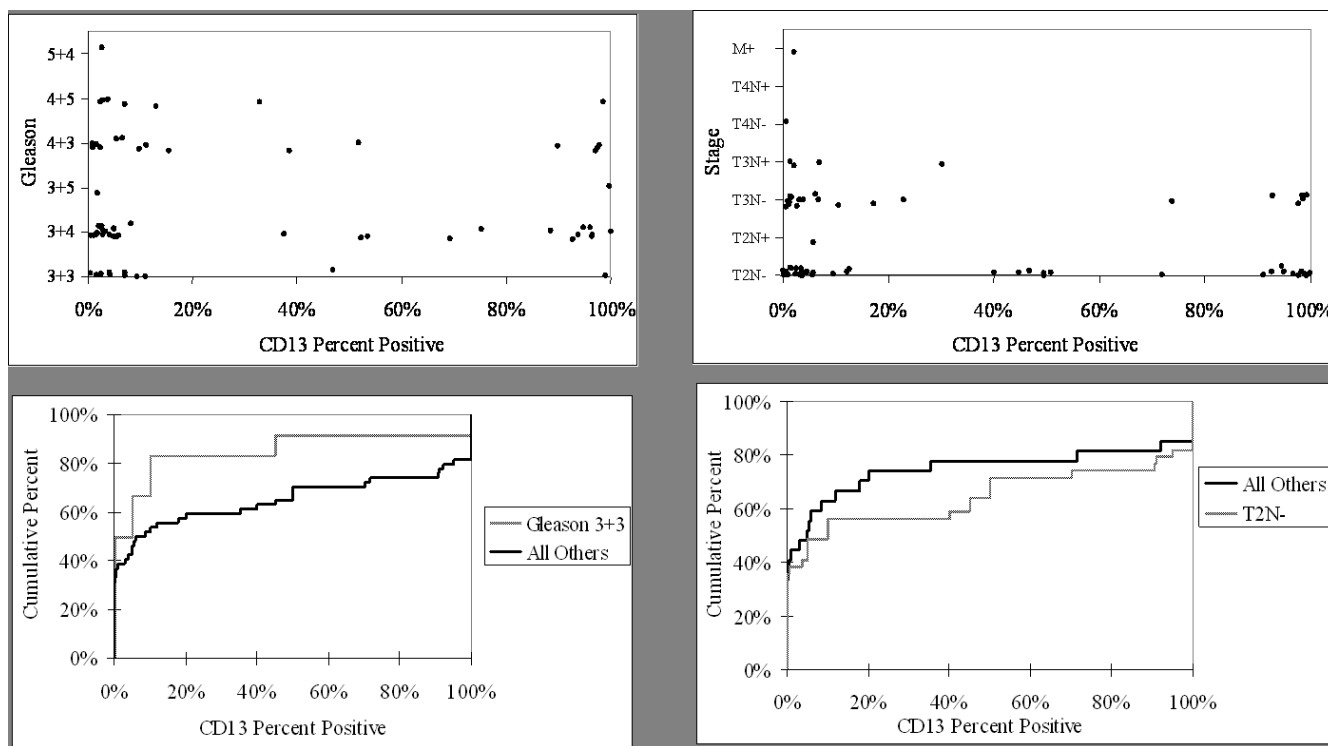 Gleason
5+4
4+5
4+3
3+5
3+4
3+3
0% 20% 40% 60% 80% 100%
CD13 Percent Positive
Stage
M+
T4N+
T4N-
T3N+
T3N-
T2N+
T2N-
0% 20% 40% 60% 80% 100%
CD13 Percent Positive
Cumulative Percent
100%
80%
60%
40%
20%
0%
0% 20% 40% 60% 80% 100%
CD13 Percent Positive
Gleason 3+3
All Others
Cumulative Percent
100%
80%
60%
40%
20%
0%
0% 20% 40% 60% 80% 100%
CD13 Percent Positive
All Others
T2N-